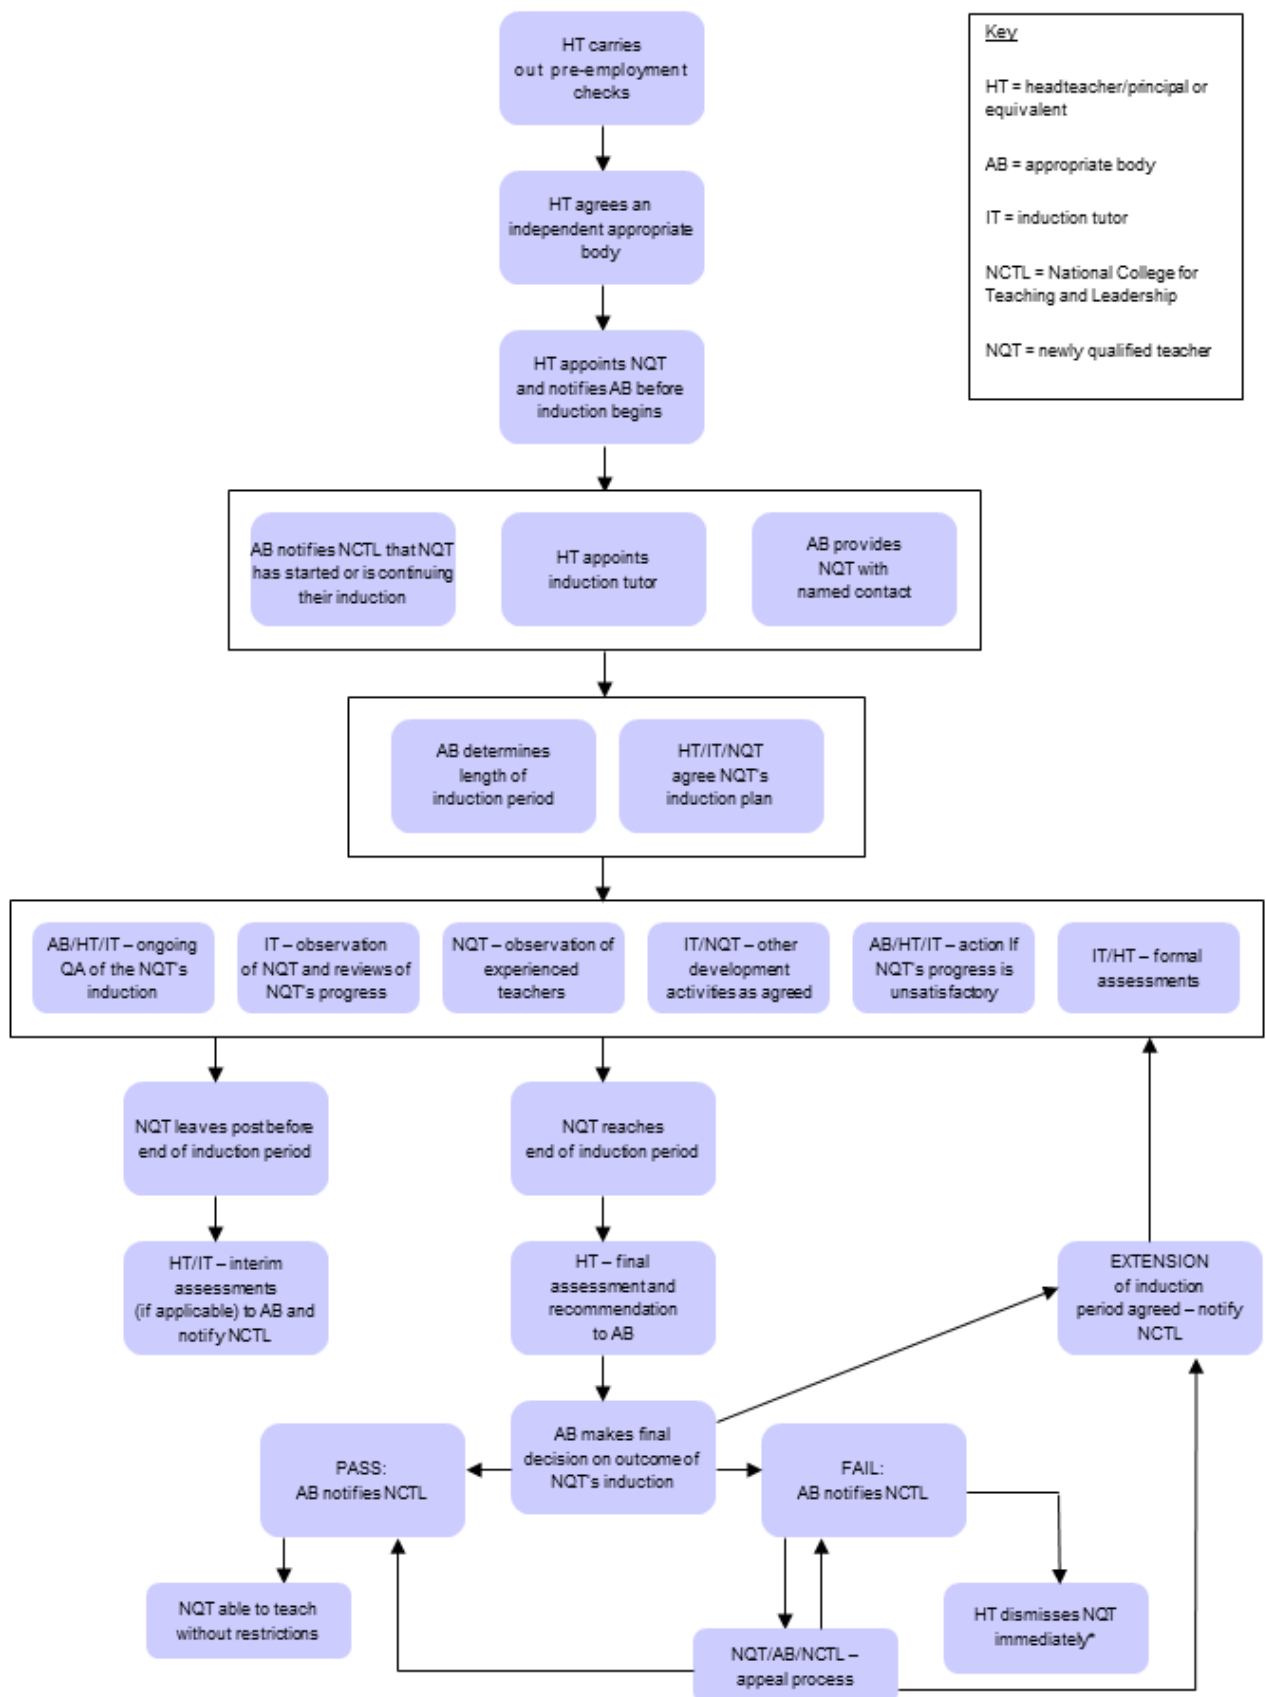 HT carries
out pre-employment
checks
Key
HT = headteacher/principal or
equivalent
AB = appropriate body
IT = induction tutor
NCTL = National College for
Teaching and Leadership
NQT = newly qualified teacher
HT agrees an
independent appropriate
body
HT appoints NQT
and notifies AB before
induction begins
AB notifies NCTL that NQT
has started or is continuing
their induction
HT appoints
induction tutor
AB provides
NQT with
named contact
AB determines
length of
induction period
HT/IT/NQT
agree NQT's
induction plan
AB/HT/IT – ongoing
QA of the NQT's
induction
IT – observation
of NQT and reviews of
NQT's progress
NQT – observation of
experienced
teachers
IT/NQT – other
development
activities as agreed
AB/HT/IT – action If
NQT's progress is
unsatisfactory
IT/HT – formal
assessments
NQT leaves post before
end of induction period
NQT reaches
end of induction period
HT/IT – interim
assessments
(if applicable) to AB and
notify NCTL
HT – final
assessment and
recommendation
to AB
EXTENSION
of induction
period agreed – notify
NCTL
PASS:
AB notifies NCTL
AB makes final
decision on outcome of
NQT's induction
FAIL:
AB notifies NCTL
NQT able to teach
without restrictions
NQT/AB/NCTL –
appeal process
HT dismisses NQT
immediately*